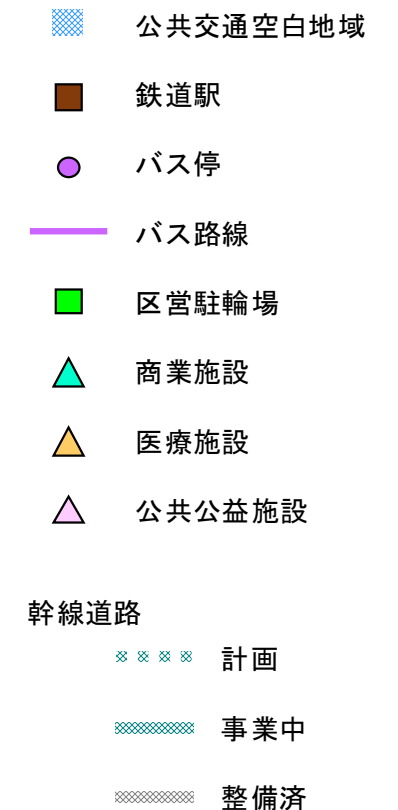 公共交通空白地域
鉄道駅
バス停
バス路線
区営駐輪場
商業施設
医療施設
公共公益施設
幹線道路
計画
事業中
整備済